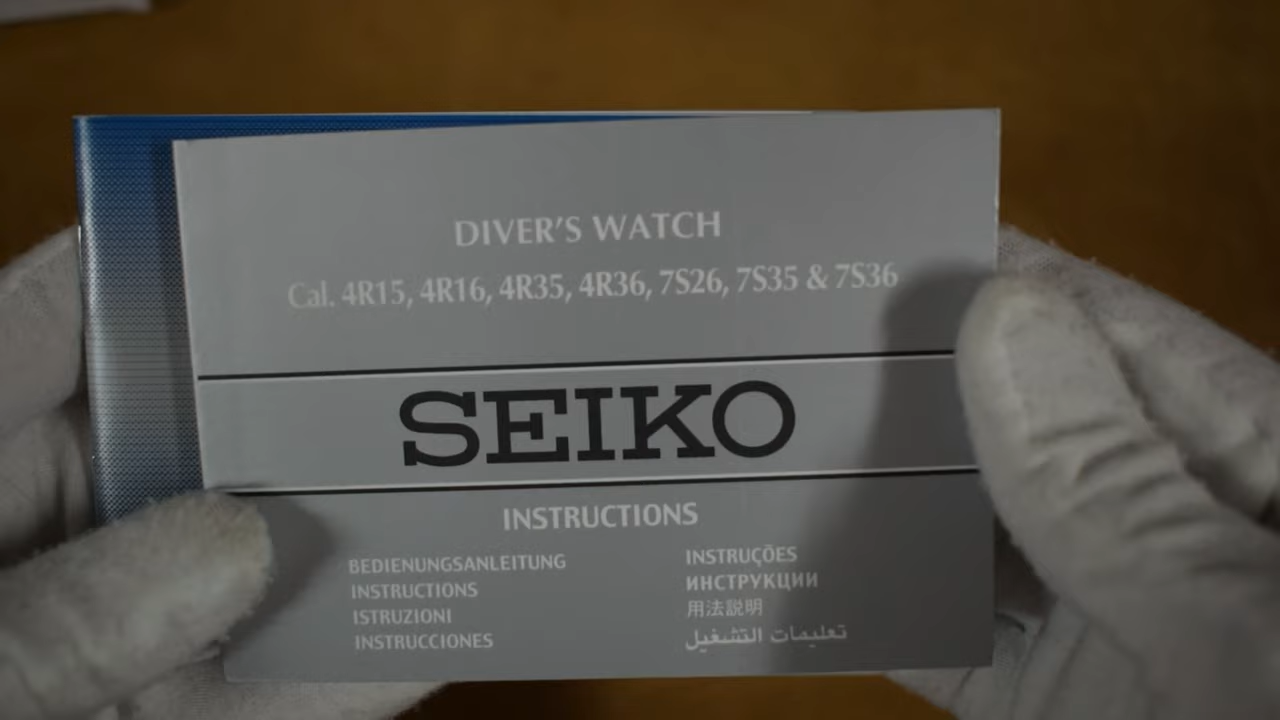 DIVER'S WATCH
Cal. 4R15, 4R16, 4R35, 4R36, 7S26, 7S35 & 7S36
SEIKO
INSTRUCTIONS
BEDIENUNGSANLEITUNG
INSTRUCTIONS
ISTRUZIONI
INSTRUCCIONES
INSTRUÇÕES
ИНСТРУКЦИИ
用法説明
تعليمات التشغيل